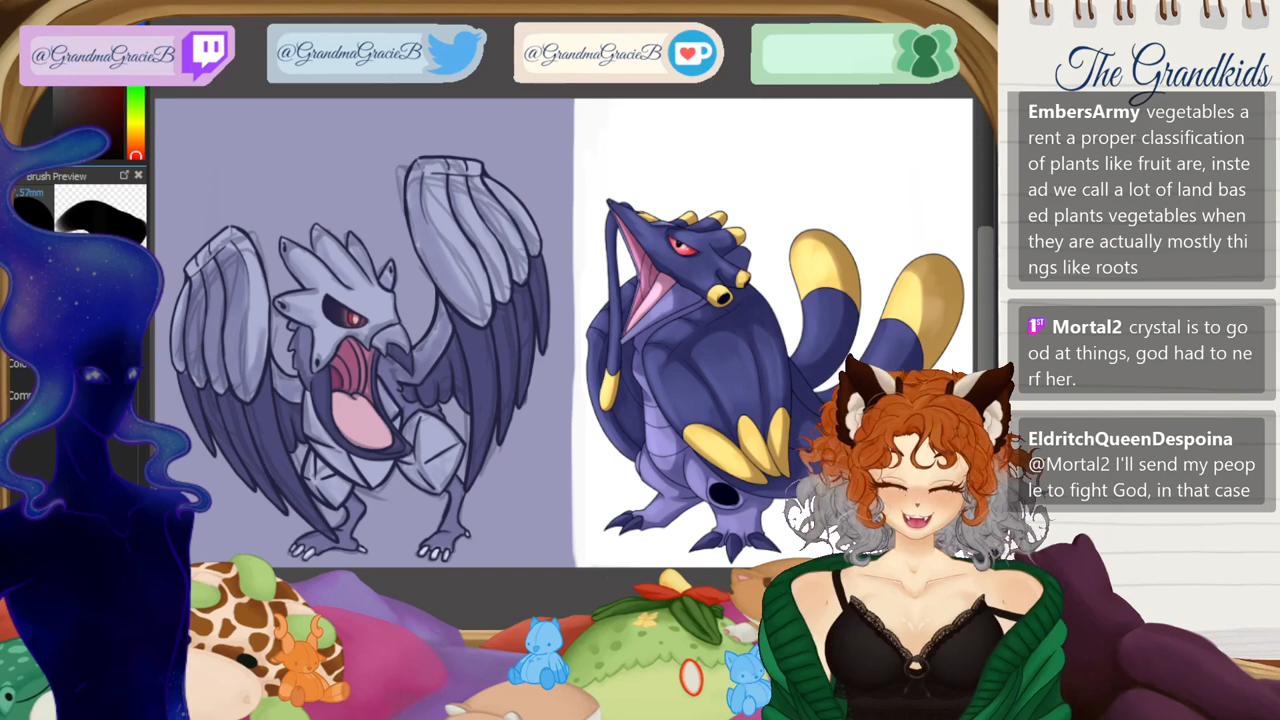 @GrandmaGracieB
@GrandmaGracieB
@GrandmaGracieB
The Grandkids
Brush Preview
.57mm
EmbersArmy vegetables a
rent a proper classification
of plants like fruit are, inste
ad we call a lot of land bas
ed plants vegetables when
they are actually mostly thi
ngs like roots
1ST Mortal2 crystal is to go
od at things, god had to ne
rf her.
EldritchQueenDespoina
@Mortal2 I'll send my peop
le to fight God, in that case